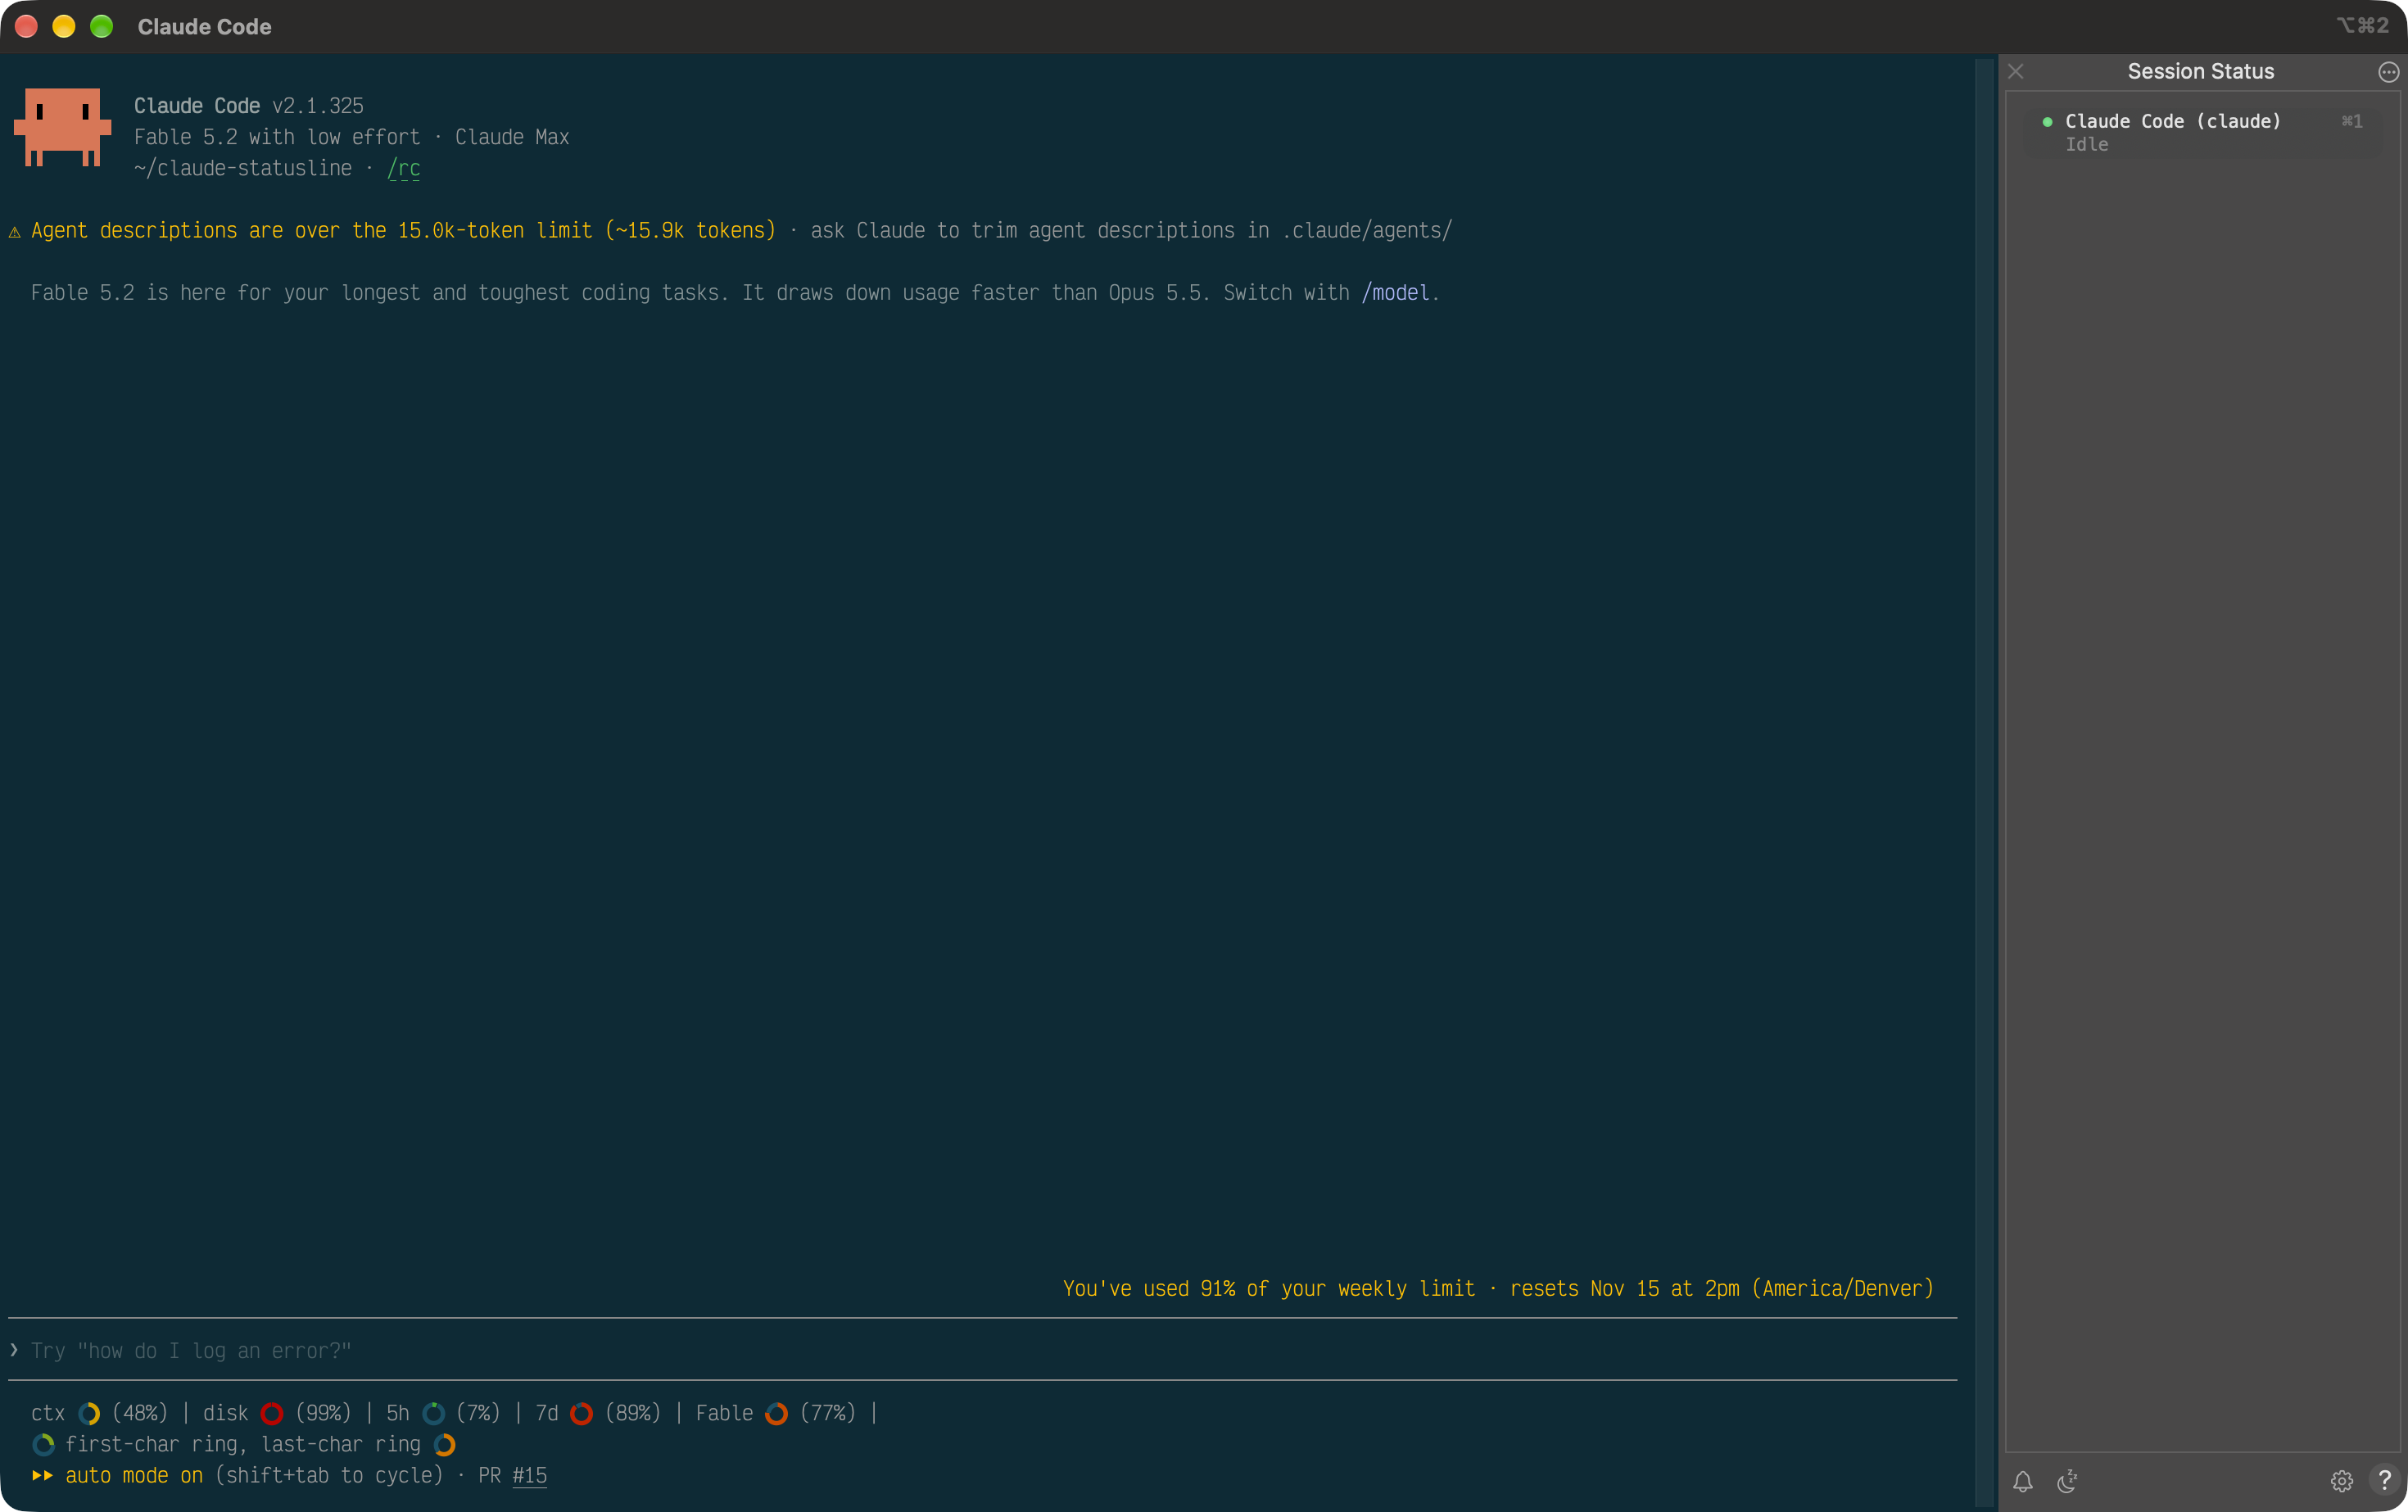 Claude Code
⌥⌘2
Session Status
Claude Code v2.1.325
Fable 5.2 with low effort · Claude Max
~/claude-statusline · /rc
Claude Code (claude) ⌘1
Idle
⚠ Agent descriptions are over the 15.0k-token limit (~15.9k tokens) · ask Claude to trim agent descriptions in .claude/agents/
Fable 5.2 is here for your longest and toughest coding tasks. It draws down usage faster than Opus 5.5. Switch with /model.
You've used 91% of your weekly limit · resets Nov 15 at 2pm (America/Denver)
❯ Try "how do I log an error?"
ctx (48%) | disk (99%) | 5h (7%) | 7d (89%) | Fable (77%) |
first-char ring, last-char ring
auto mode on (shift+tab to cycle) · PR #15
?